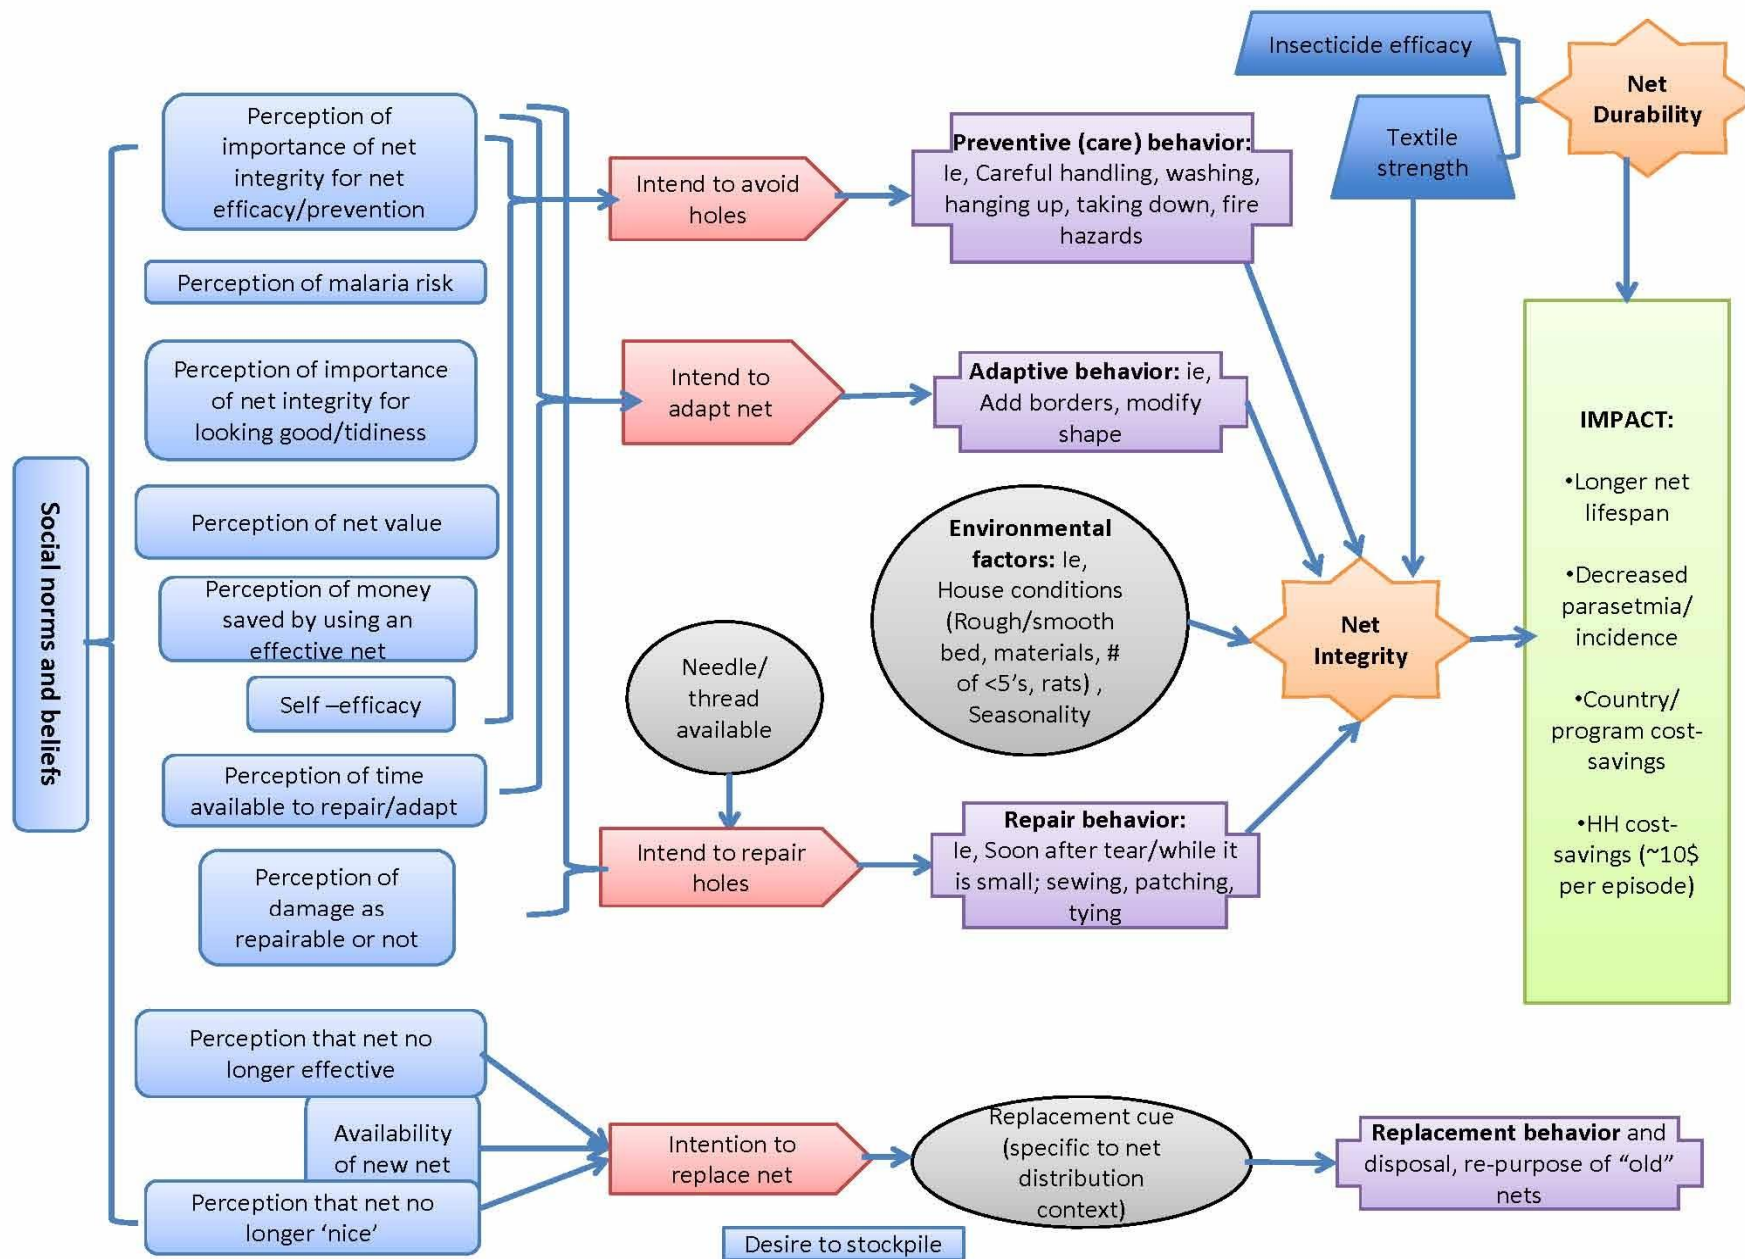 Social norms and beliefs
Perception of
importance of net
integrity for net
efficacy/prevention
Perception of malaria risk
Perception of importance
of net integrity for
looking good/tidiness
Perception of net value
Perception of money
saved by using an
effective net
Self –efficacy
Perception of time
available to repair/adapt
Perception of
damage as
repairable or not
Perception that net no
longer effective
Availability
of new net
Perception that net no
longer ‘nice’
Intend to avoid
holes
Intend to
adapt net
Needle/
thread
available
Intend to repair
holes
Intention to
replace net
Desire to stockpile
Preventive (care) behavior:
Ie, Careful handling, washing,
hanging up, taking down, fire
hazards
Adaptive behavior: ie,
Add borders, modify
shape
Environmental
factors: Ie,
House conditions
(Rough/smooth
bed, materials, #
of <5’s, rats) ,
Seasonality
Repair behavior:
Ie, Soon after tear/while it
is small; sewing, patching,
tying
Replacement cue
(specific to net
distribution
context)
Replacement behavior and
disposal, re-purpose of “old”
nets
Insecticide efficacy
Textile
strength
Net
Durability
Net
Integrity
IMPACT:
•Longer net
lifespan
•Decreased
parasetmia/
incidence
•Country/
program cost-
savings
•HH cost-
savings (~10$
per episode)